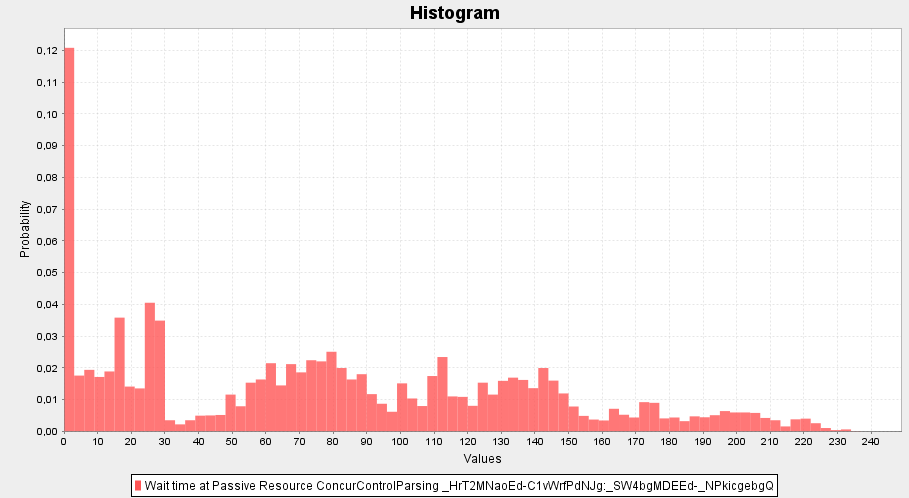 Histogram
0,12
0,11
0,10
0,09
0,08
0,07
0,06
0,05
0,04
0,03
0,02
0,01
0,00
Probability
0 10 20 30 40 50 60 70 80 90 100 110 120 130 140 150 160 170 180 190 200 210 220 230 240
Values
Wait time at Passive Resource ConcurControlParsing _HrT2MNaoEd-C1vWrfPdNJg:_SW4bgMDEEd-_NPkicgebgQ